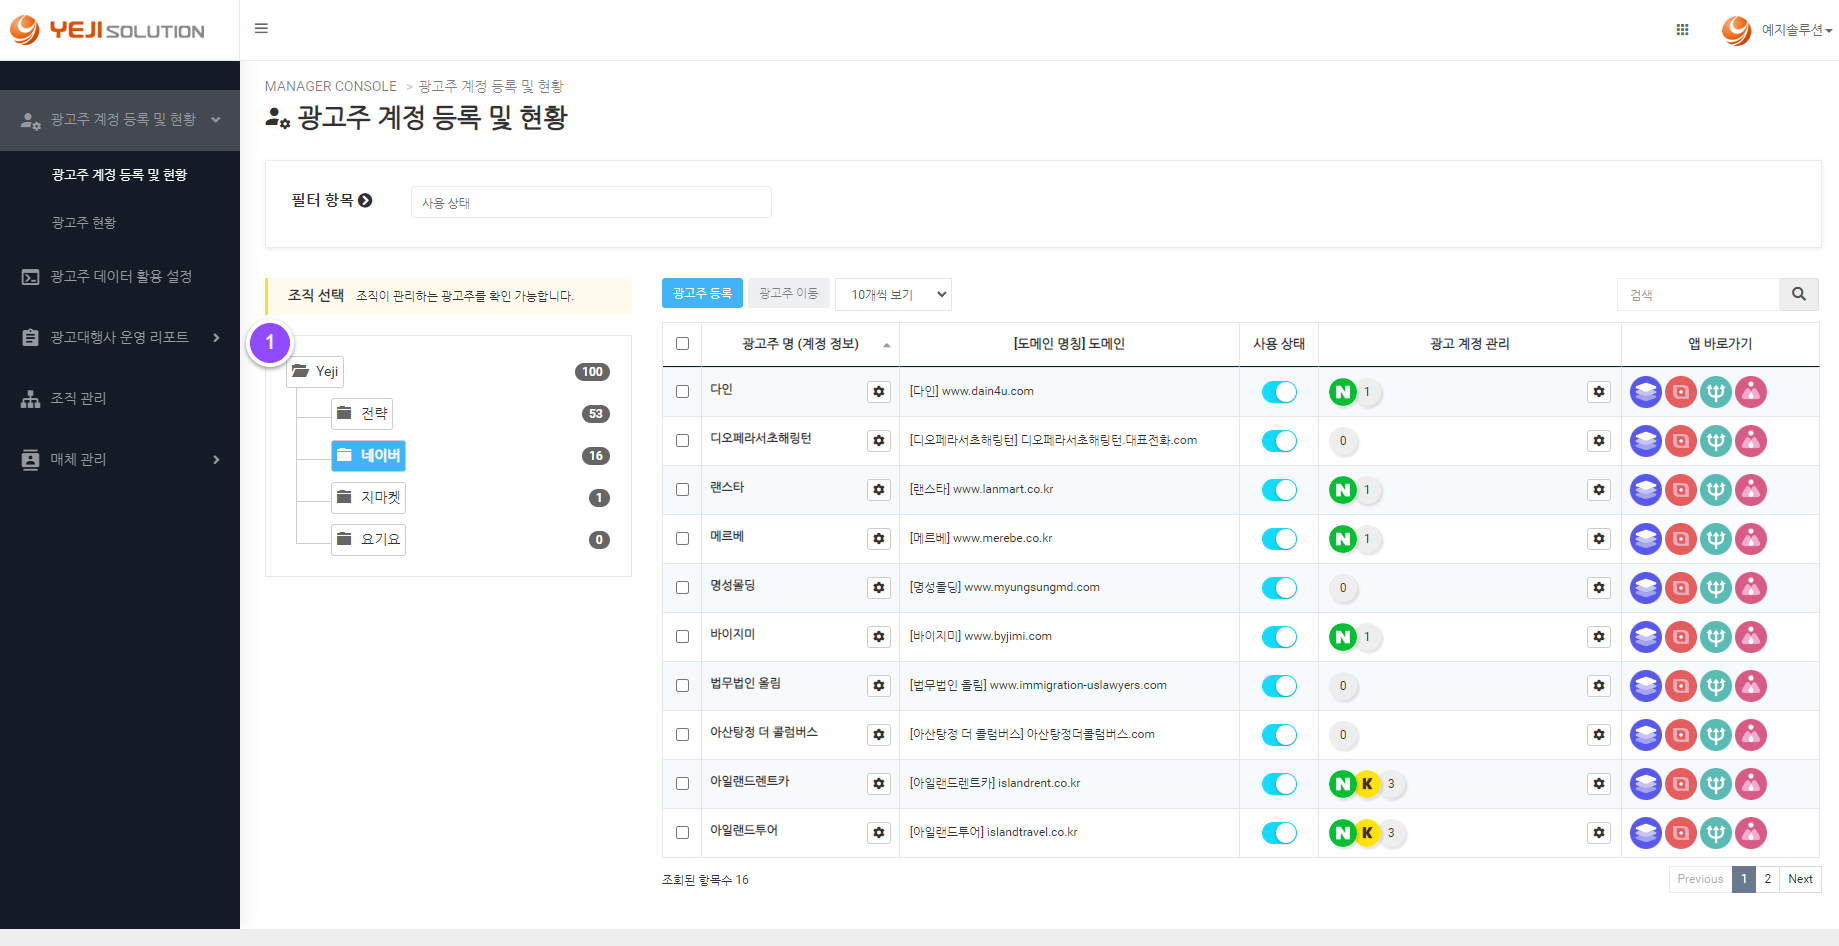 YEJI SOLUTION
예지솔루션
광고주 계정 등록 및 현황
광고주 계정 등록 및 현황
광고주 현황
광고주 데이터 활용 설정
광고대행사 운영 리포트
조직 관리
매체 관리
MANAGER CONSOLE > 광고주 계정 등록 및 현황
광고주 계정 등록 및 현황
필터 항목 사용 상태
조직 선택 조직이 관리하는 광고주를 확인 가능합니다.
1
Yeji 100
전략 53
네이버 16
지마켓 1
요기요 0
광고주 등록 광고주 이동 10개씩 보기 검색
광고주 명 (계정 정보) [도메인 명칭] 도메인 사용 상태 광고 계정 관리 앱 바로가기
다인 [다인] www.dain4u.com N 1
디오페라서초해링턴 [디오페라서초해링턴] 디오페라서초해링턴.대표전화.com 0
랜스타 [랜스타] www.lanmart.co.kr N 1
메르베 [메르베] www.merebe.co.kr N 1
명성몰딩 [명성몰딩] www.myungsungmd.com 0
바이지미 [바이지미] www.byjimi.com N 1
법무법인 올림 [법무법인 올림] www.immigration-uslawyers.com 0
아산탕정 더 콜럼버스 [아산탕정 더 콜럼버스] 아산탕정더콜럼버스.com 0
아일랜드렌트카 [아일랜드렌트카] islandrent.co.kr N K 3
아일랜드투어 [아일랜드투어] islandtravel.co.kr N K 3
조회된 항목수 16 Previous 1 2 Next